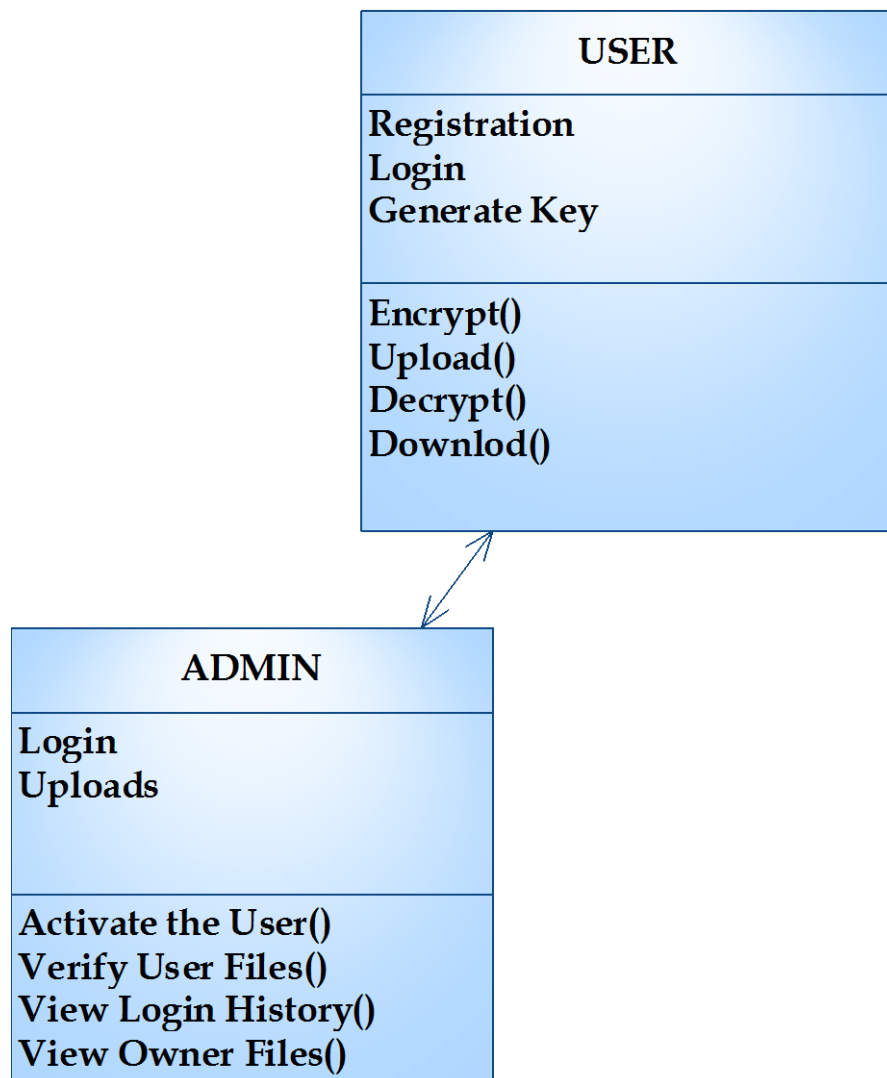 USER
Registration
Login
Generate Key
Encrypt()
Upload()
Decrypt()
Downlod()
ADMIN
Login
Uploads
Activate the User()
Verify User Files()
View Login History()
View Owner Files()